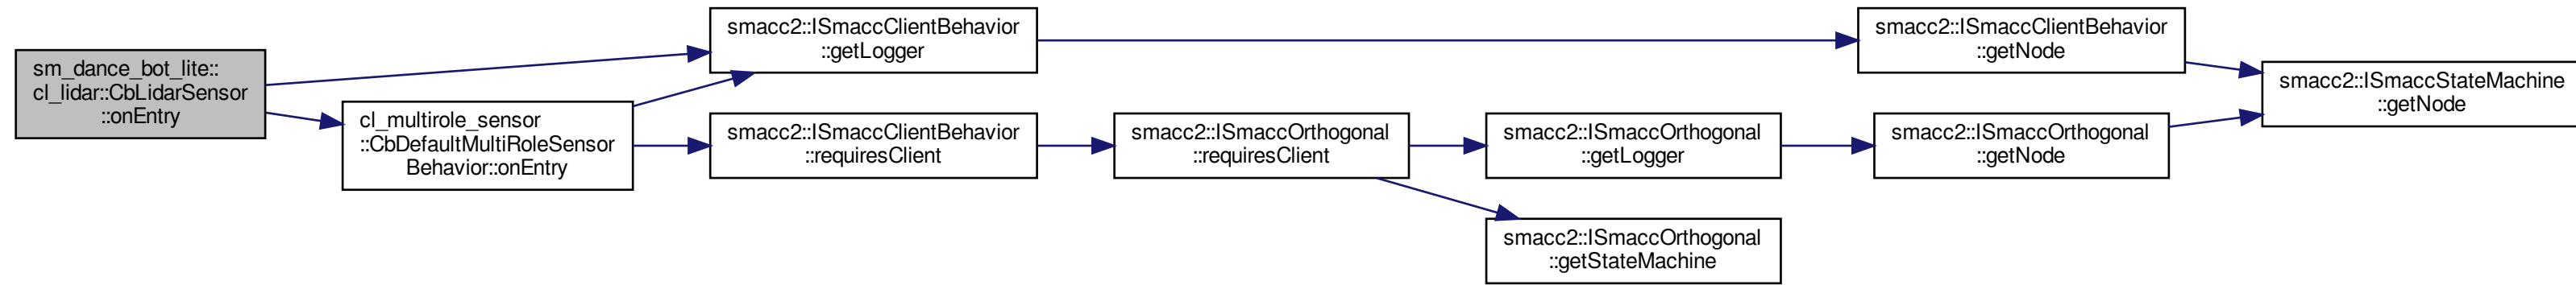 sm_dance_bot_lite::
cl_lidar::CbLidarSensor
::onEntry
smacc2::ISmaccClientBehavior
::getLogger
cl_multirole_sensor
::CbDefaultMultiRoleSensor
Behavior::onEntry
smacc2::ISmaccClientBehavior
::requiresClient
smacc2::ISmaccOrthogonal
::requiresClient
smacc2::ISmaccOrthogonal
::getLogger
smacc2::ISmaccOrthogonal
::getStateMachine
smacc2::ISmaccClientBehavior
::getNode
smacc2::ISmaccOrthogonal
::getNode
smacc2::ISmaccStateMachine
::getNode